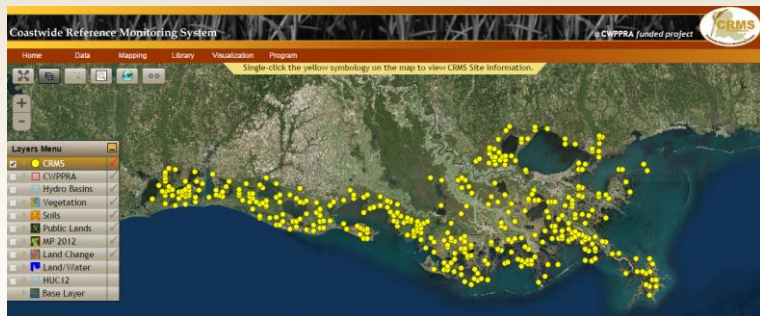 Coastwide Reference Monitoring System
a CWPPRA funded project
CRMS
Home Data Mapping Library Visualization Program
Single-click the yellow symbology on the map to view CRMS Site Information.
+
-
Layers Menu
CRMS
CWPPRA
Hydro Basins
Vegetation
Soils
Public Lands
MP 2012
Land Change
Land/Water
HUC12
Base Layer